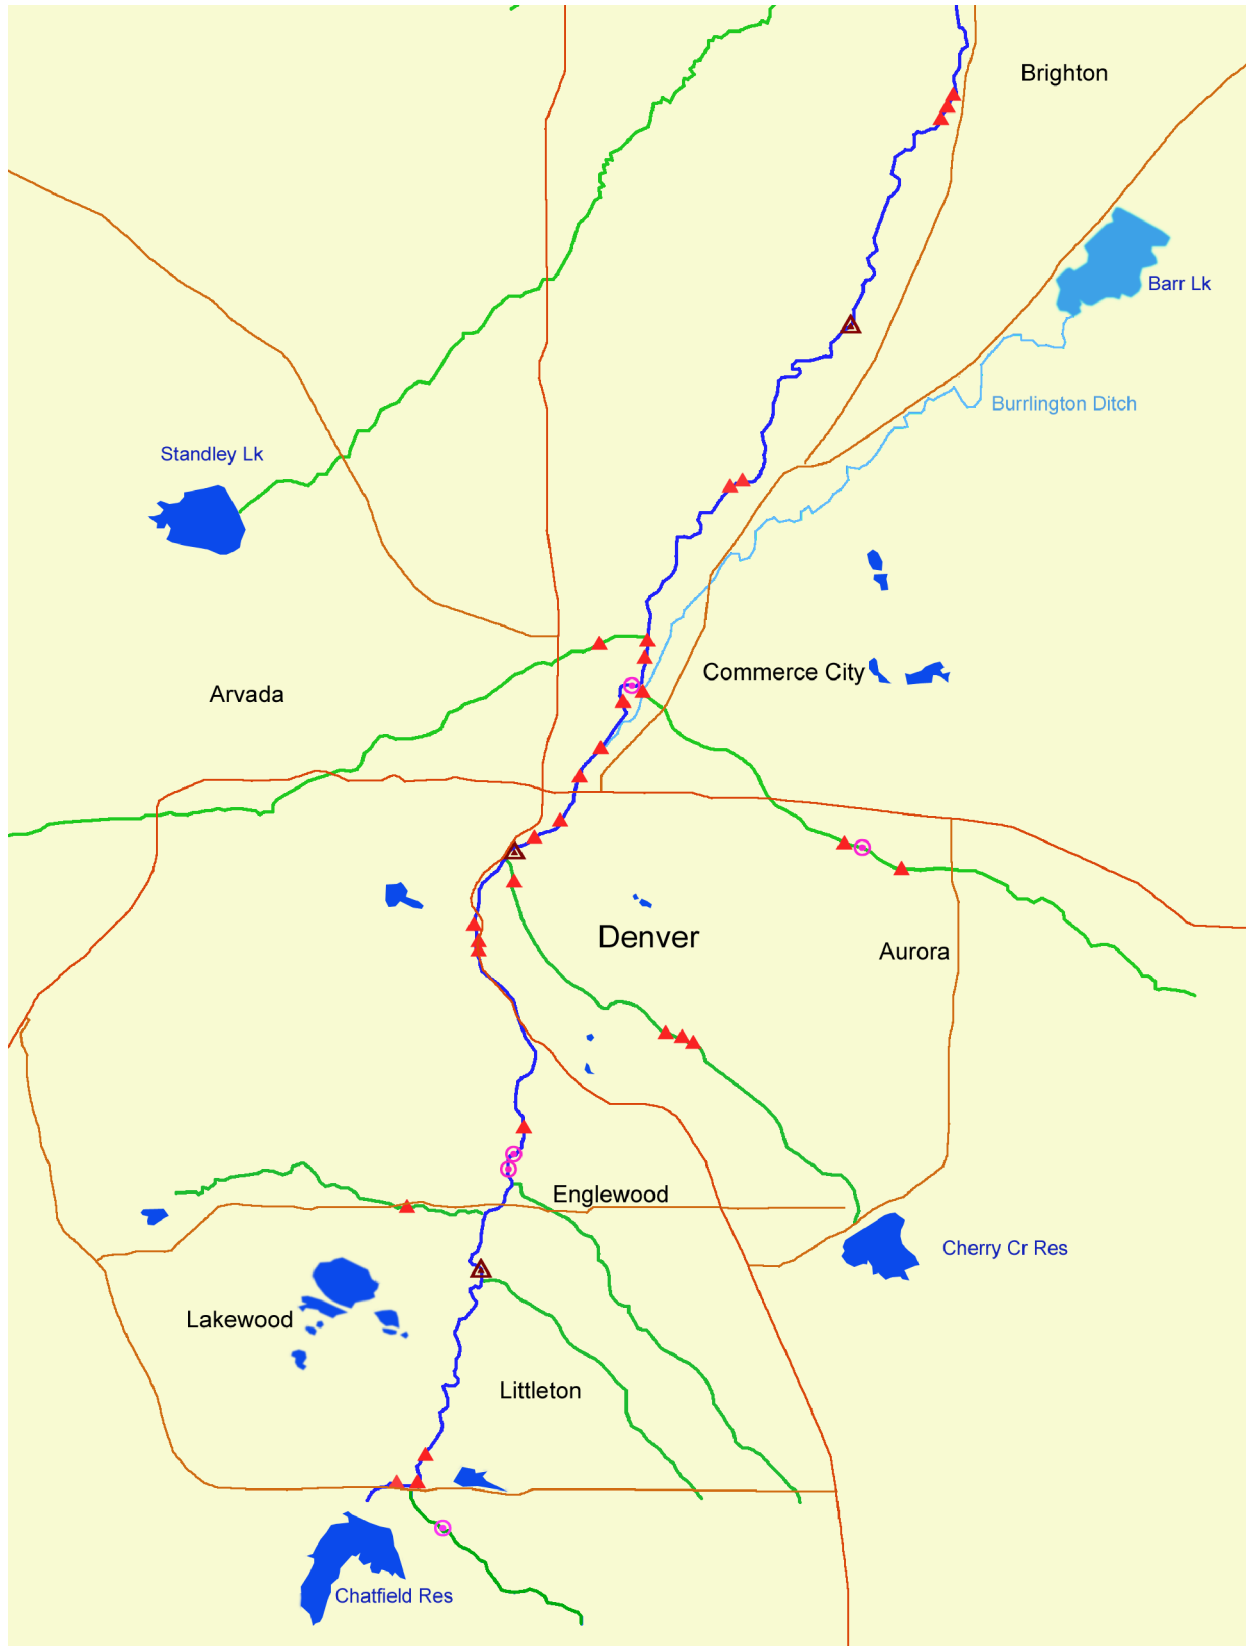 Brighton
Barr Lk
Burrlington Ditch
Standley Lk
Commerce City
Arvada
Denver
Aurora
Englewood
Cherry Cr Res
Lakewood
Littleton
Chatfield Res